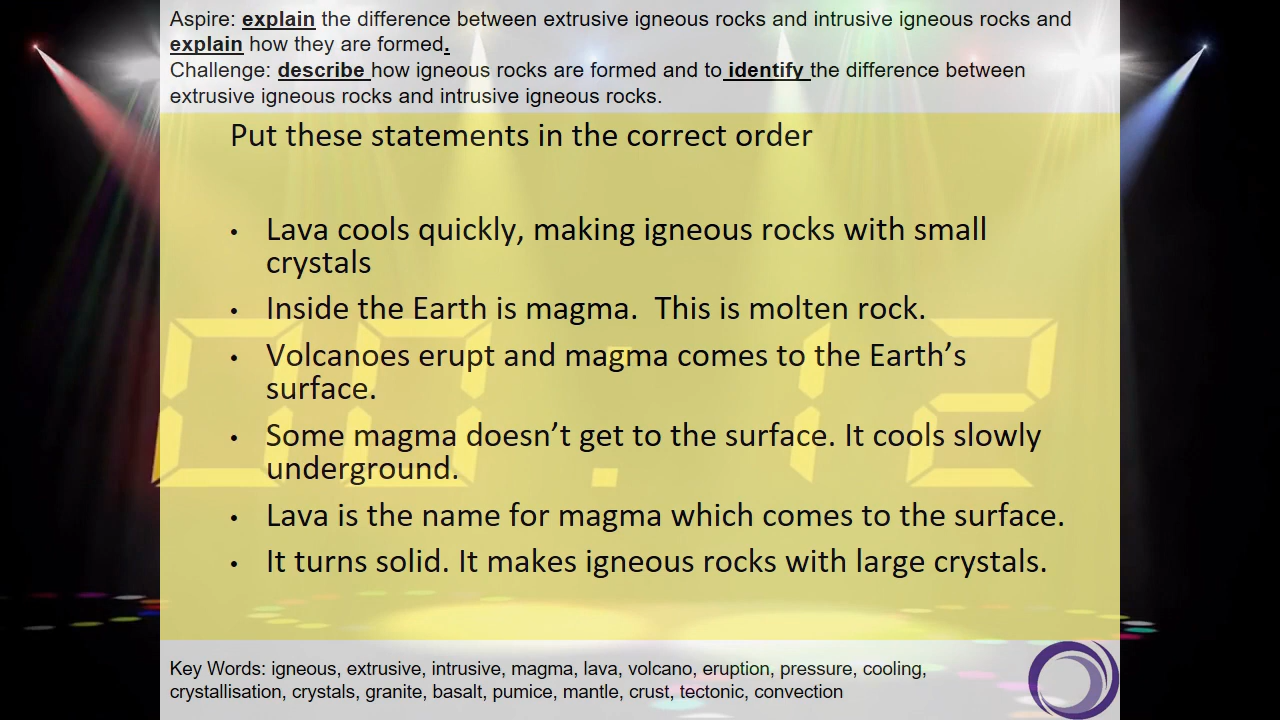 Aspire: explain the difference between extrusive igneous rocks and intrusive igneous rocks and
explain how they are formed.
Challenge: describe how igneous rocks are formed and to identify the difference between
extrusive igneous rocks and intrusive igneous rocks.
Put these statements in the correct order
• Lava cools quickly, making igneous rocks with small
crystals
• Inside the Earth is magma.  This is molten rock.
• Volcanoes erupt and magma comes to the Earth’s
surface.
• Some magma doesn’t get to the surface. It cools slowly
underground.
• Lava is the name for magma which comes to the surface.
• It turns solid. It makes igneous rocks with large crystals.
00:12
Key Words: igneous, extrusive, intrusive, magma, lava, volcano, eruption, pressure, cooling,
crystallisation, crystals, granite, basalt, pumice, mantle, crust, tectonic, convection